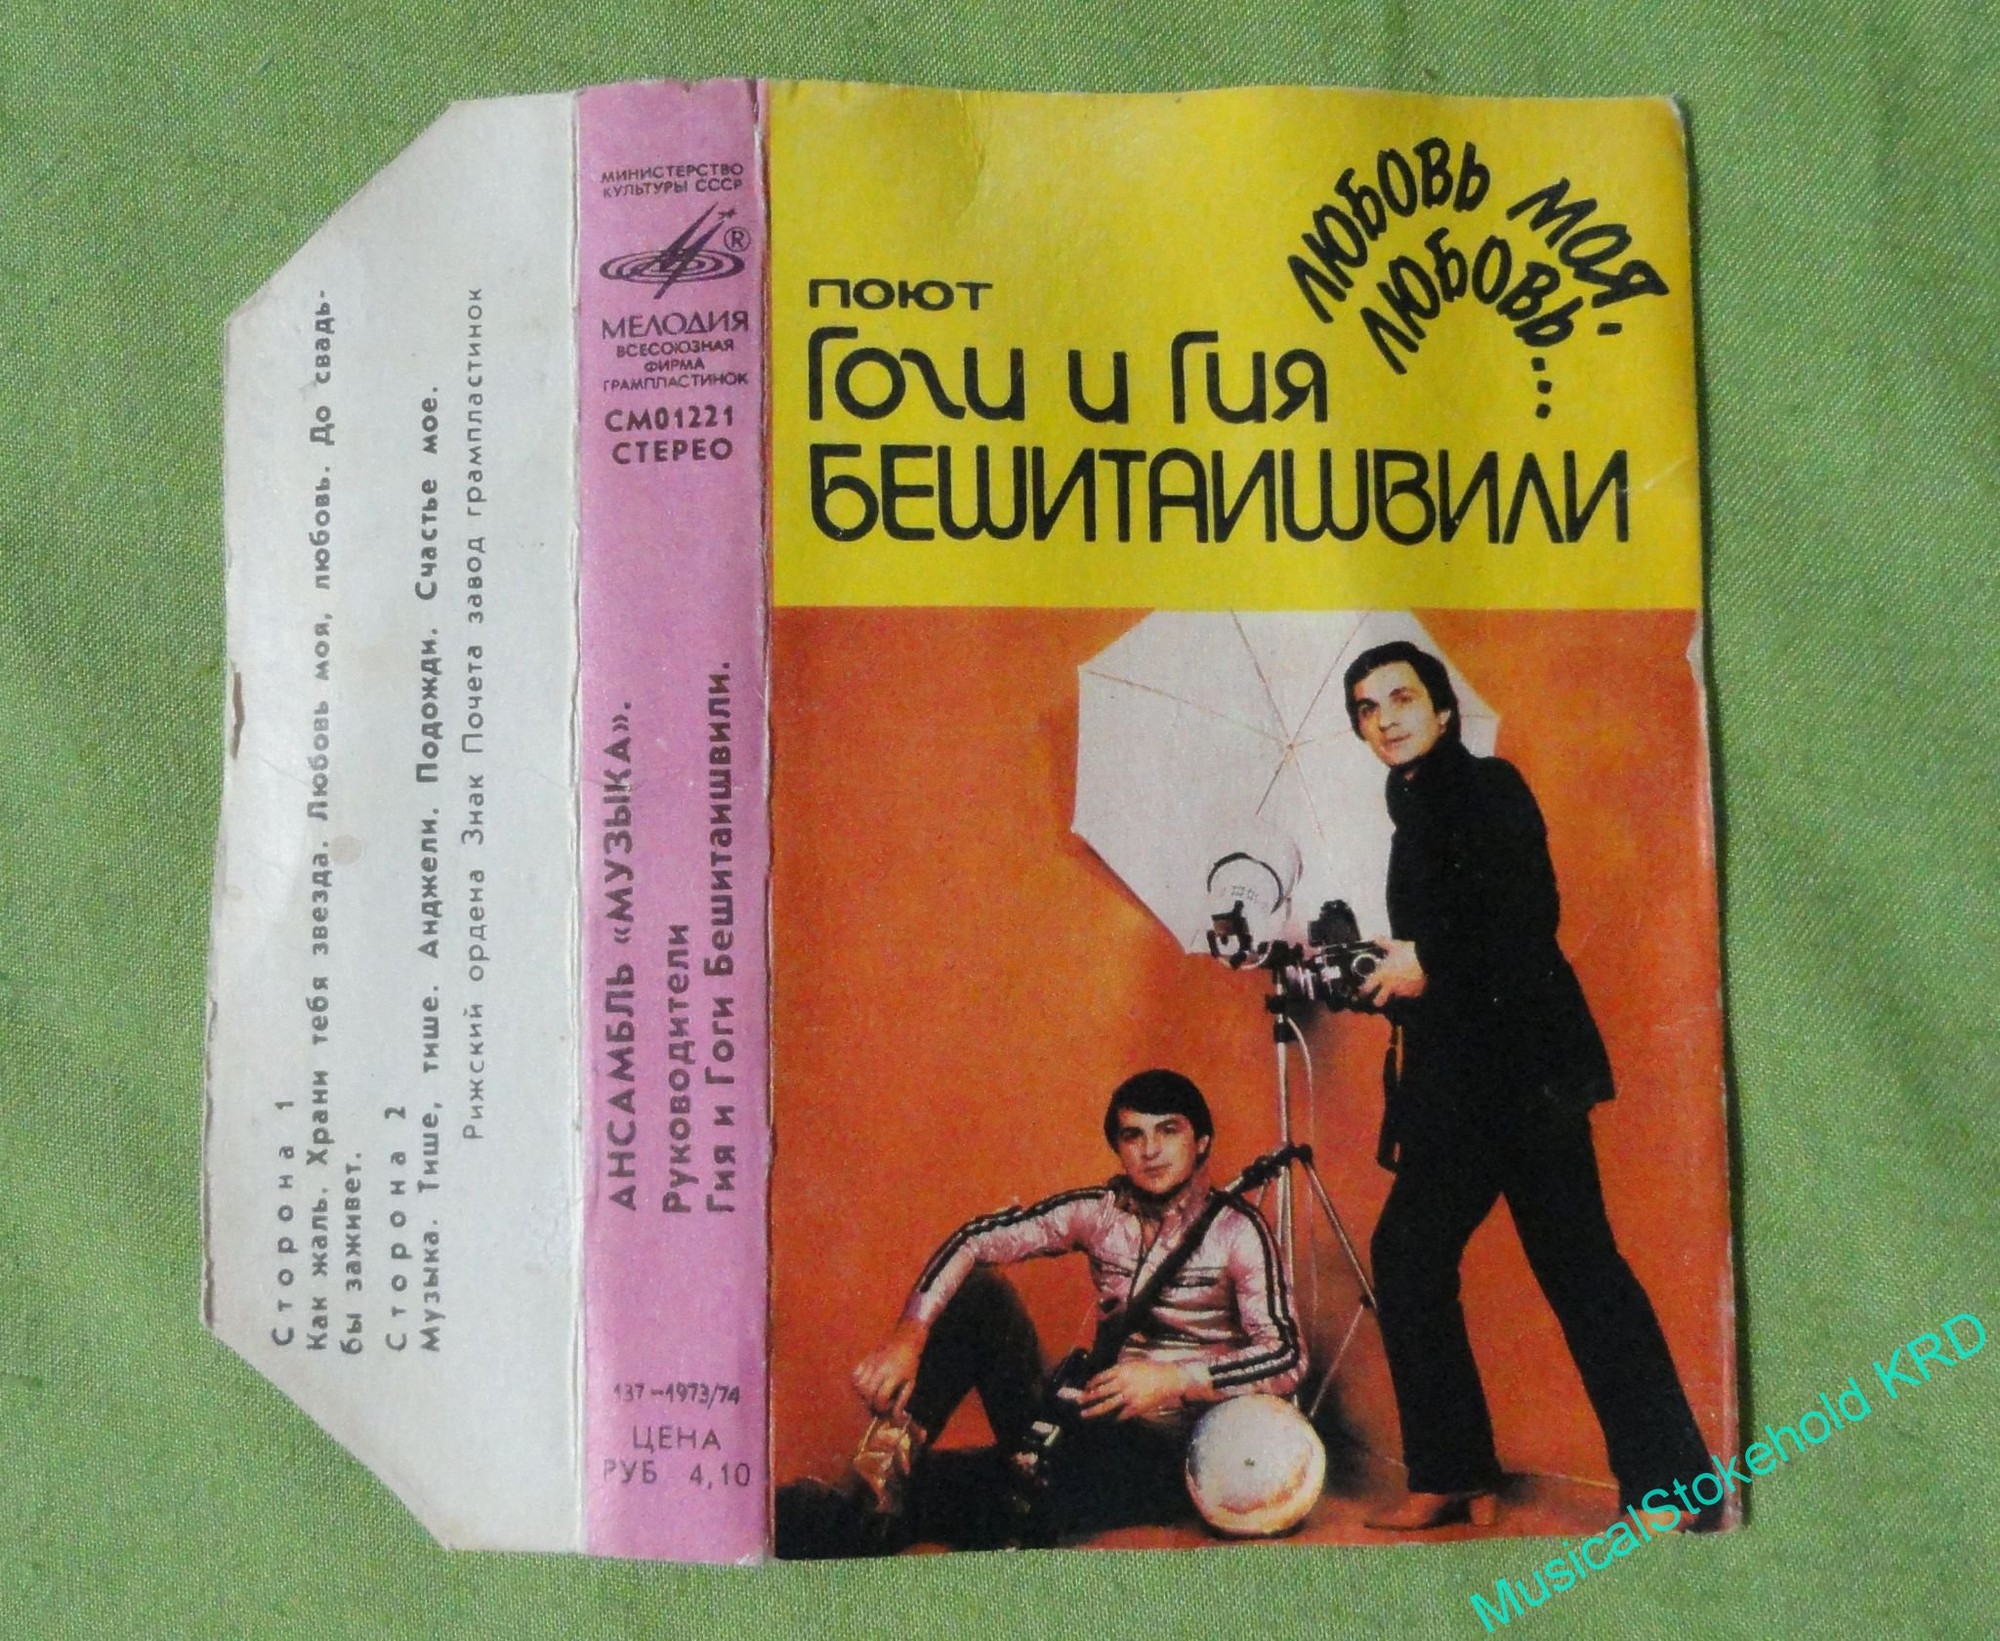 Сторона 1
Как жаль. Храни тебя звезда. Любовь моя, любовь. До свадь-
бы заживет.
Сторона 2
Музыка. Тише, тише. Анджели. Подожди. Счастье мое.
Рижский ордена Знак Почета завод грампластинок
МИНИСТЕРСТВО
КУЛЬТУРЫ СССР
®
МЕЛОДИЯ
ВСЕСОЮЗНАЯ
ФИРМА
ГРАМПЛАСТИНОК
СМ01221
СТЕРЕО
АНСАМБЛЬ «МУЗЫКА».
Руководители
Гия и Гоги Бешитаишвили.
137-1973/74
ЦЕНА
РУБ 4,10
ЛЮБОВЬ МОЯ-
ЛЮБОВЬ...
ПОЮТ
Гоги и Гия
БЕШИТАИШВИЛИ
MusicalStokehold KRD